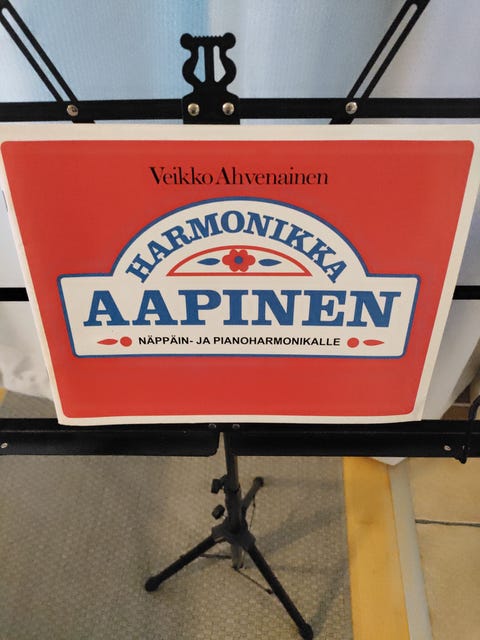 Veikko Ahvenainen
HARMONIKKA
AAPINEN
NÄPPÄIN- JA PIANOHARMONIKALLE